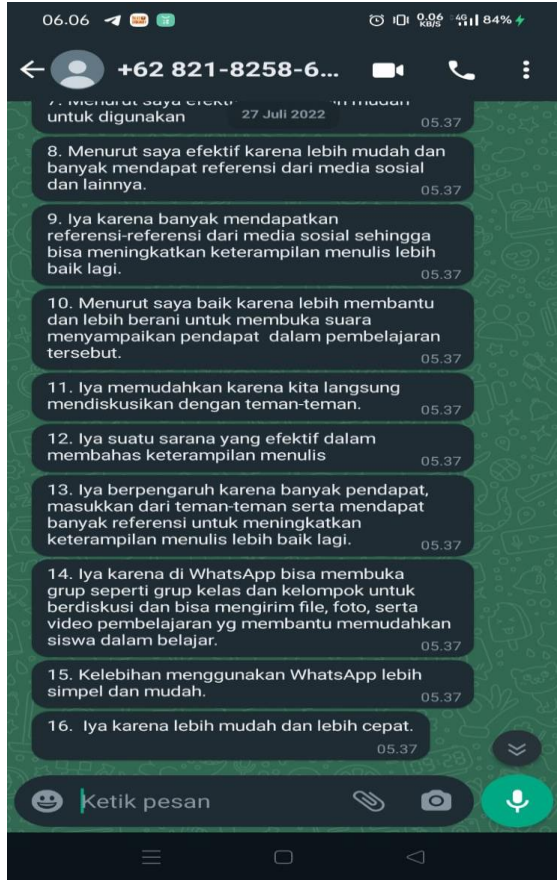 06.06 0.06 KB/S 4G 84%
+62 821-8258-6...
untuk digunakan 05.37
27 Juli 2022
8. Menurut saya efektif karena lebih mudah dan
banyak mendapat referensi dari media sosial
dan lainnya. 05.37
9. Iya karena banyak mendapatkan
referensi-referensi dari media sosial sehingga
bisa meningkatkan keterampilan menulis lebih
baik lagi. 05.37
10. Menurut saya baik karena lebih membantu
dan lebih berani untuk membuka suara
menyampaikan pendapat dalam pembelajaran
tersebut. 05.37
11. Iya memudahkan karena kita langsung
mendiskusikan dengan teman-teman. 05.37
12. Iya suatu sarana yang efektif dalam
membahas keterampilan menulis 05.37
13. Iya berpengaruh karena banyak pendapat,
masukkan dari teman-teman serta mendapat
banyak referensi untuk meningkatkan
keterampilan menulis lebih baik lagi. 05.37
14. Iya karena di WhatsApp bisa membuka
grup seperti grup kelas dan kelompok untuk
berdiskusi dan bisa mengirim file, foto, serta
video pembelajaran yg membantu memudahkan
siswa dalam belajar. 05.37
15. Kelebihan menggunakan WhatsApp lebih
simpel dan mudah. 05.37
16. Iya karena lebih mudah dan lebih cepat.
05.37
Ketik pesan